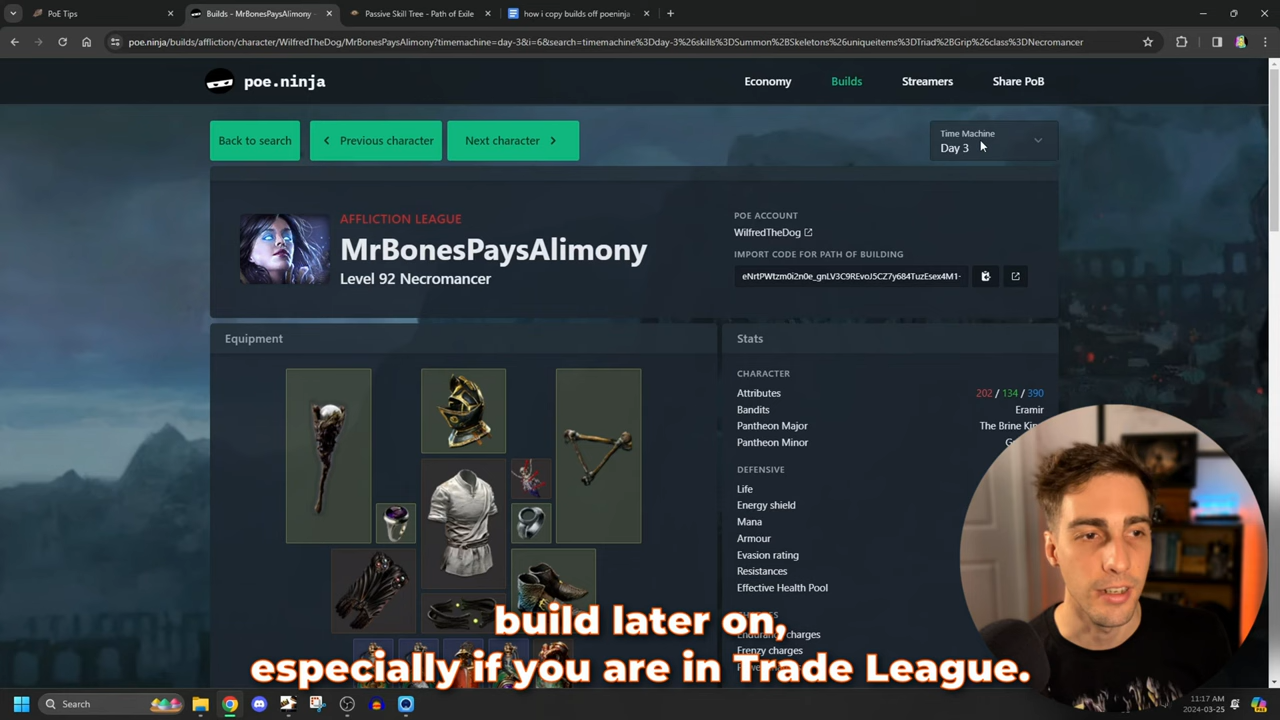 PoE Tips
Builds - MrBonesPaysAlimony -
Passive Skill Tree - Path of Exile
how i copy builds off poeninja
poe.ninja/builds/affliction/character/WilfredTheDog/MrBonesPaysAlimony?timemachine=day-3&i=6&search=timemachine%3Dday-3%26skills%3DSummon%2BSkeletons%26uniqueitems%3DTriad%2BGrip%26class%3DNecromancer
poe.ninja
Economy
Builds
Streamers
Share PoB
Back to search
Previous character
Next character
Time Machine
Day 3
AFFLICTION LEAGUE
MrBonesPaysAlimony
Level 92 Necromancer
POE ACCOUNT
WilfredTheDog
IMPORT CODE FOR PATH OF BUILDING
Equipment
Stats
CHARACTER
Attributes 202 / 134 / 390
Bandits Eramir
Pantheon Major The Brine Kin
Pantheon Minor
DEFENSIVE
Life
Energy shield
Mana
Armour
Evasion rating
Resistances
Effective Health Pool
Endurance charges
Frenzy charges
build later on,
especially if you are in Trade League.
Search
11:17 AM
2024-03-25